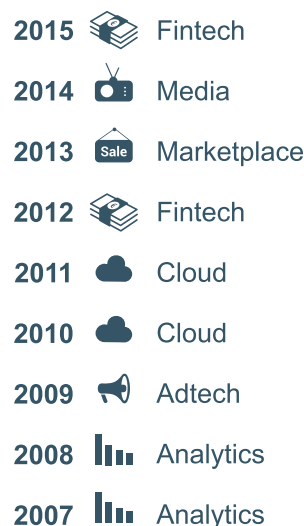 2015 Fintech
2014 Media
2013 Sale Marketplace
2012 Fintech
2011 Cloud
2010 Cloud
2009 Adtech
2008 Analytics
2007 Analytics